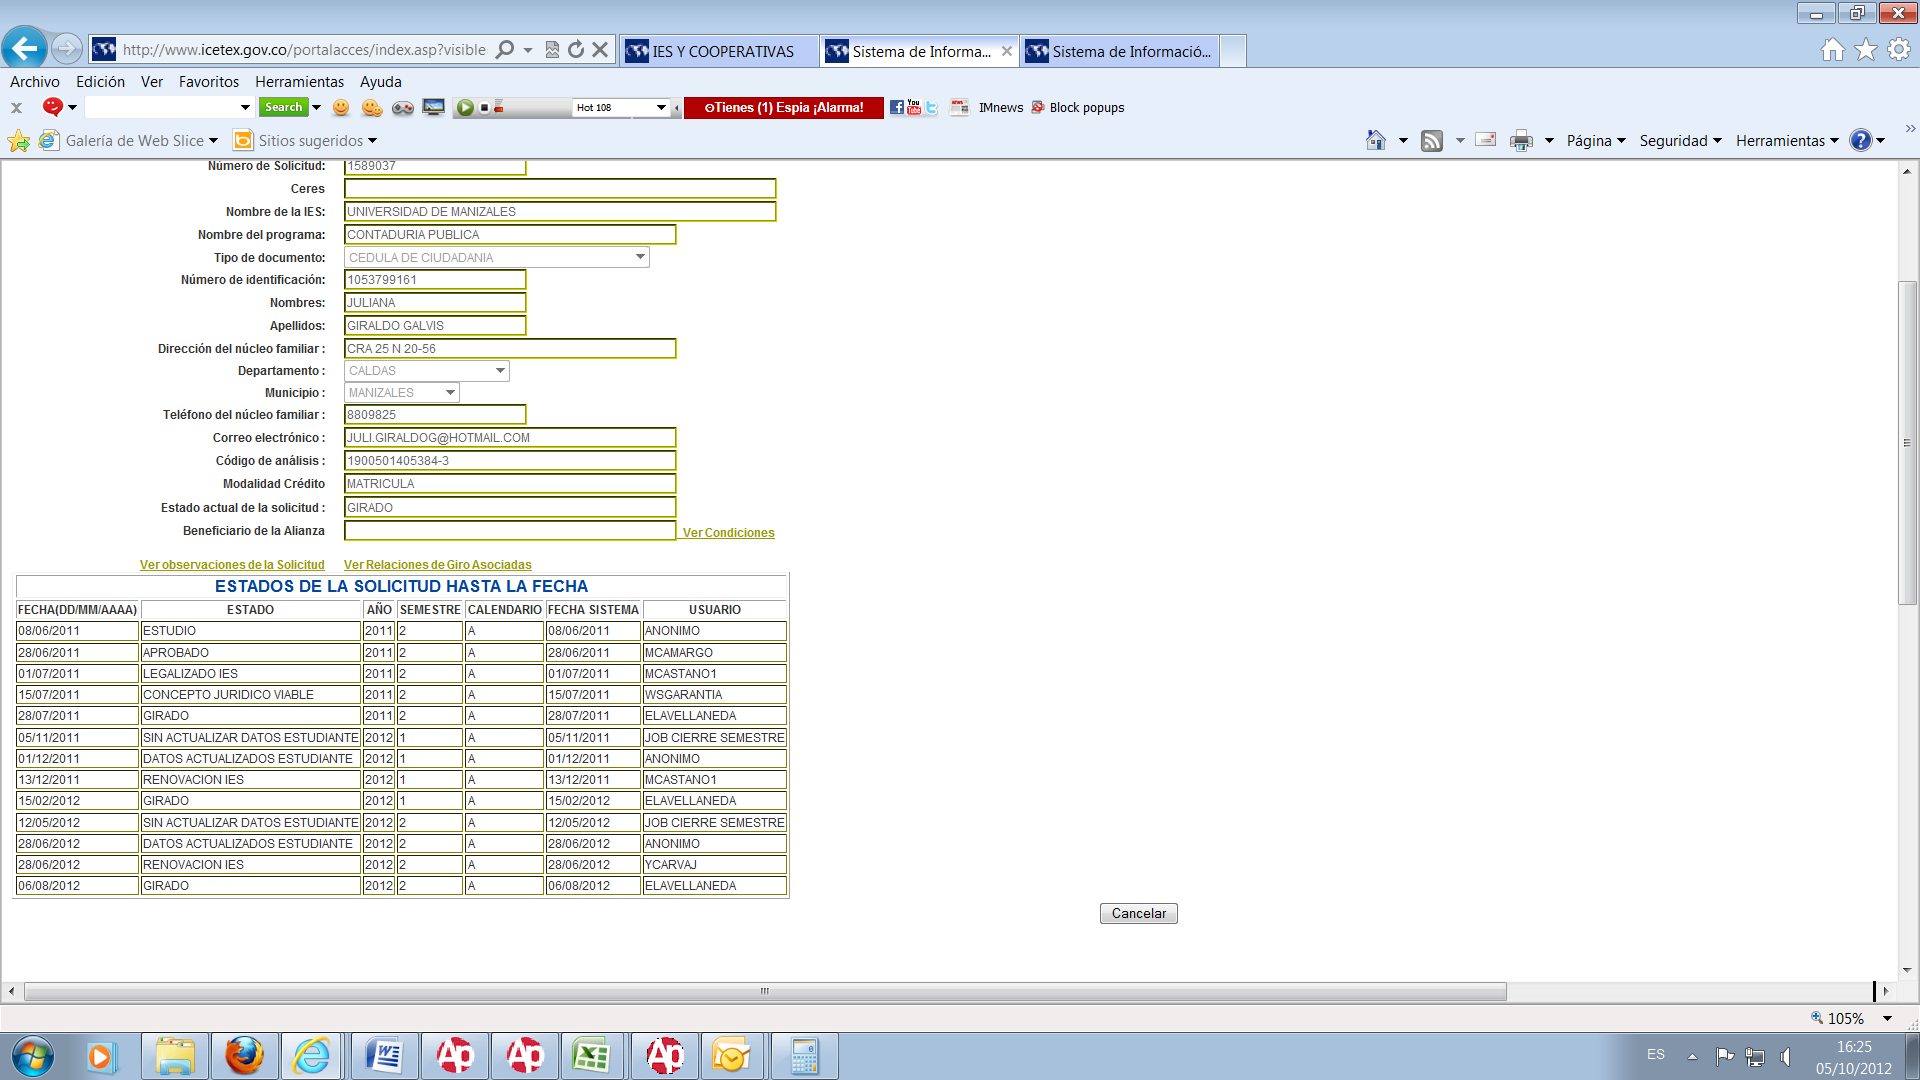 http://www.icetex.gov.co/portalacces/index.asp?visible
IES Y COOPERATIVAS
Sistema de Informa...
Sistema de Informació...
Archivo Edición Ver Favoritos Herramientas Ayuda
Search
Hot 108
¡Tienes (1) Espia ¡Alarma!
You Tube
IMnews
Block popups
Galería de Web Slice
Sitios sugeridos
Página Seguridad Herramientas
Número de Solicitud: 1589037
Ceres
Nombre de la IES: UNIVERSIDAD DE MANIZALES
Nombre del programa: CONTADURIA PUBLICA
Tipo de documento: CEDULA DE CIUDADANIA
Número de identificación: 1053799161
Nombres: JULIANA
Apellidos: GIRALDO GALVIS
Dirección del núcleo familiar : CRA 25 N 20-56
Departamento : CALDAS
Municipio : MANIZALES
Teléfono del núcleo familiar : 8809825
Correo electrónico : JULI.GIRALDOG@HOTMAIL.COM
Código de análisis : 1900501405384-3
Modalidad Crédito MATRICULA
Estado actual de la solicitud : GIRADO
Beneficiario de la Alianza Ver Condiciones
Ver observaciones de la Solicitud Ver Relaciones de Giro Asociadas
ESTADOS DE LA SOLICITUD HASTA LA FECHA
FECHA(DD/MM/AAAA) ESTADO AÑO SEMESTRE CALENDARIO FECHA SISTEMA USUARIO
08/06/2011 ESTUDIO 2011 2 A 08/06/2011 ANONIMO
28/06/2011 APROBADO 2011 2 A 28/06/2011 MCAMARGO
01/07/2011 LEGALIZADO IES 2011 2 A 01/07/2011 MCASTANO1
15/07/2011 CONCEPTO JURIDICO VIABLE 2011 2 A 15/07/2011 WSGARANTIA
28/07/2011 GIRADO 2011 2 A 28/07/2011 ELAVELLANEDA
05/11/2011 SIN ACTUALIZAR DATOS ESTUDIANTE 2012 1 A 05/11/2011 JOB CIERRE SEMESTRE
01/12/2011 DATOS ACTUALIZADOS ESTUDIANTE 2012 1 A 01/12/2011 ANONIMO
13/12/2011 RENOVACION IES 2012 1 A 13/12/2011 MCASTANO1
15/02/2012 GIRADO 2012 1 A 15/02/2012 ELAVELLANEDA
12/05/2012 SIN ACTUALIZAR DATOS ESTUDIANTE 2012 2 A 12/05/2012 JOB CIERRE SEMESTRE
28/06/2012 DATOS ACTUALIZADOS ESTUDIANTE 2012 2 A 28/06/2012 ANONIMO
28/06/2012 RENOVACION IES 2012 2 A 28/06/2012 YCARVAJ
06/08/2012 GIRADO 2012 2 A 06/08/2012 ELAVELLANEDA
Cancelar
105%
ES
16:25
05/10/2012